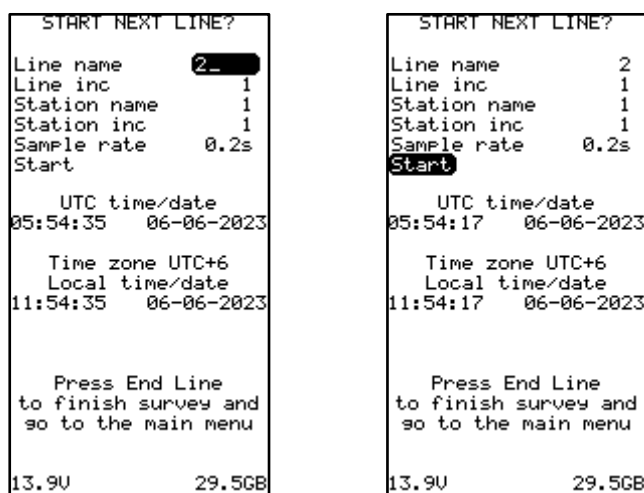 START NEXT LINE?
Line name 2_
Line inc 1
Station name 1
Station inc 1
Sample rate 0.2s
Start
UTC time/date
05:54:35 06-06-2023
Time zone UTC+6
Local time/date
11:54:35 06-06-2023
Press End Line
to finish survey and
go to the main menu
13.9V 29.5GB
START NEXT LINE?
Line name 2
Line inc 1
Station name 1
Station inc 1
Sample rate 0.2s
Start
UTC time/date
05:54:17 06-06-2023
Time zone UTC+6
Local time/date
11:54:17 06-06-2023
Press End Line
to finish survey and
go to the main menu
13.9V 29.5GB